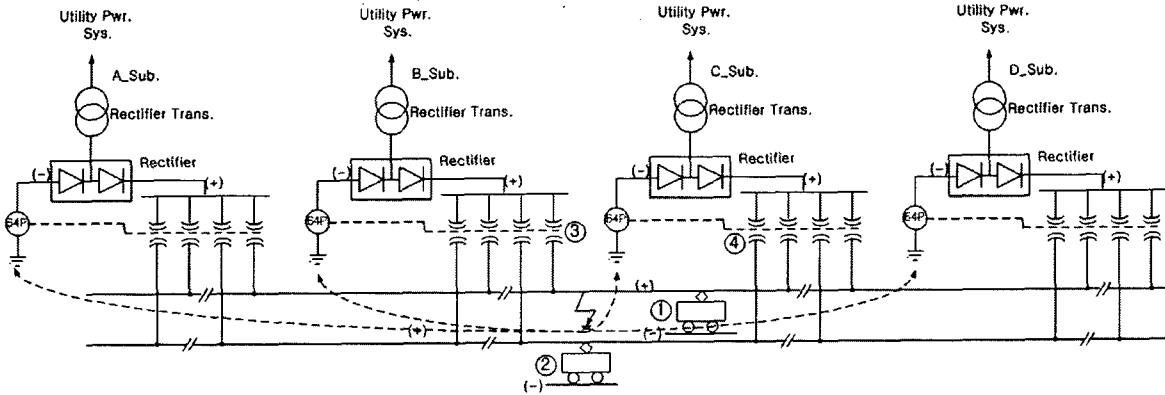 Utility Pwr.
Sys.
A_Sub.
Rectifier Trans.
(-)
Rectifier
(+)
64P
Utility Pwr.
Sys.
B_Sub.
Rectifier Trans.
(-)
Rectifier
(+)
64P
③
Utility Pwr.
Sys.
C_Sub.
Rectifier Trans.
(-)
Rectifier
(+)
64P
④
Utility Pwr.
Sys.
D_Sub.
Rectifier Trans.
(-)
Rectifier
(+)
64P
(+)
①
(+)
(-)
②
(-)